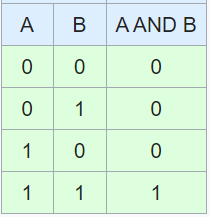 A B A AND B
0 0 0
0 1 0
1 0 0
1 1 1